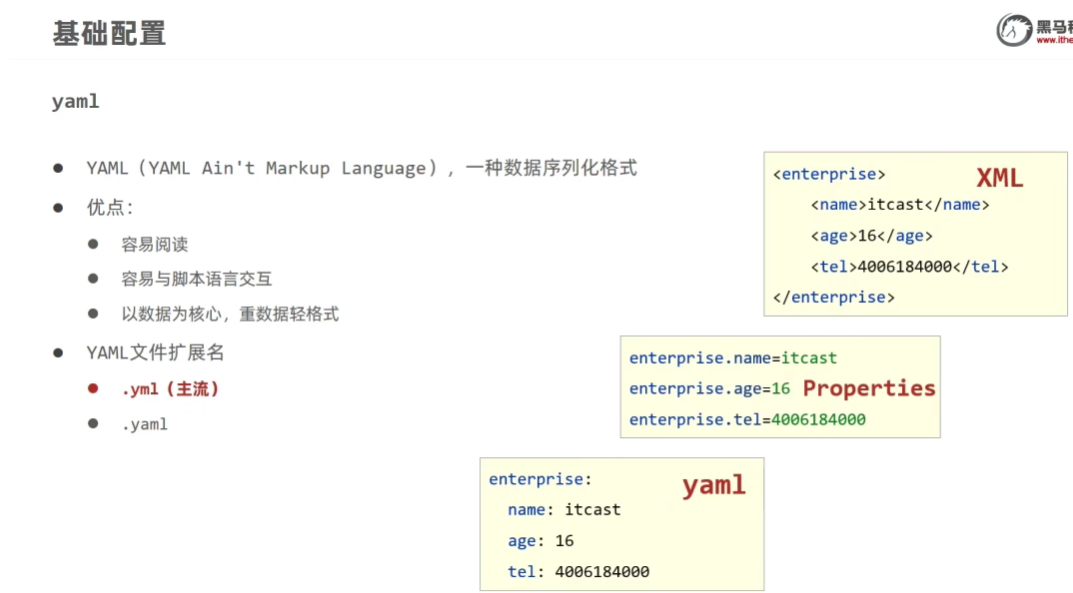 基础配置
黑马
www.ithe
yaml
YAML（YAML Ain't Markup Language），一种数据序列化格式
优点：
容易阅读
容易与脚本语言交互
以数据为核心，重数据轻格式
YAML文件扩展名
.yml（主流）
.yaml
<enterprise>
XML
<name>itcast</name>
<age>16</age>
<tel>4006184000</tel>
</enterprise>
enterprise.name=itcast
enterprise.age=16
Properties
enterprise.tel=4006184000
enterprise:
yaml
name: itcast
age: 16
tel: 4006184000